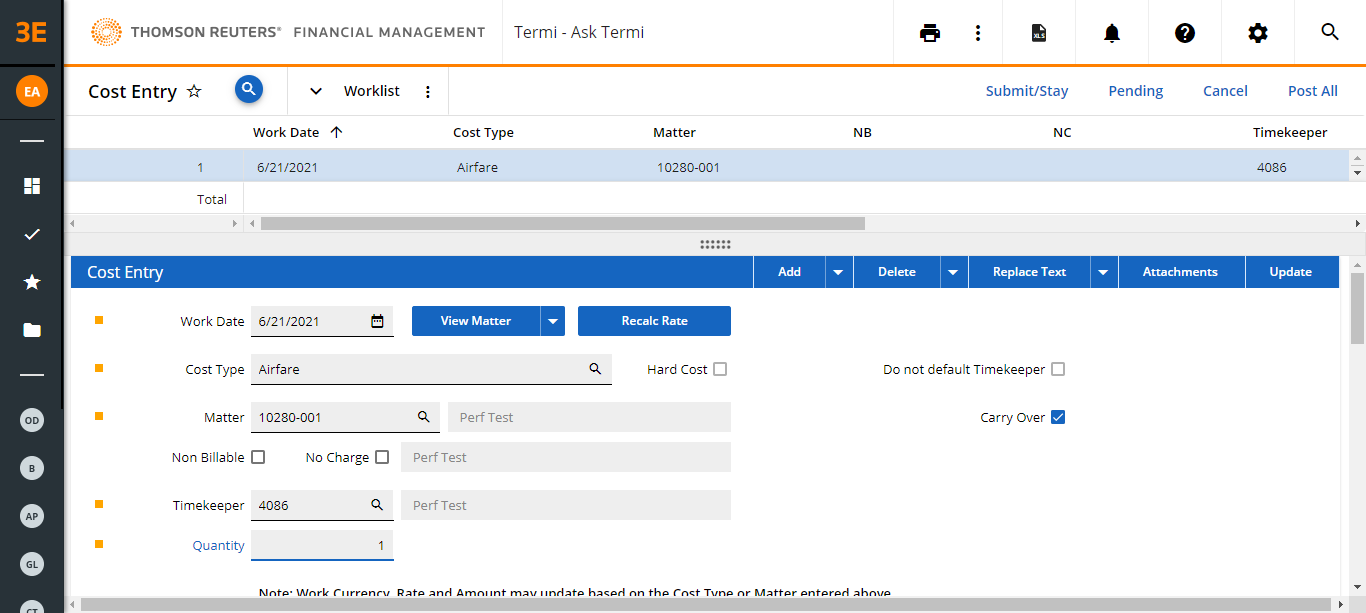 3E THOMSON REUTERS® FINANCIAL MANAGEMENT Termi - Ask Termi XLS
EA Cost Entry Worklist Submit/Stay Pending Cancel Post All
Work Date Cost Type Matter NB NC Timekeeper
1 6/21/2021 Airfare 10280-001 4086
Total
Cost Entry Add Delete Replace Text Attachments Update
Work Date 6/21/2021 View Matter Recalc Rate
Cost Type Airfare Hard Cost Do not default Timekeeper
Matter 10280-001 Perf Test Carry Over
OD
Non Billable No Charge Perf Test
B
Timekeeper 4086 Perf Test
AP
Quantity 1
GL
Note: Work Currency, Rate and Amount may update based on the Cost Type or Matter entered above
CT